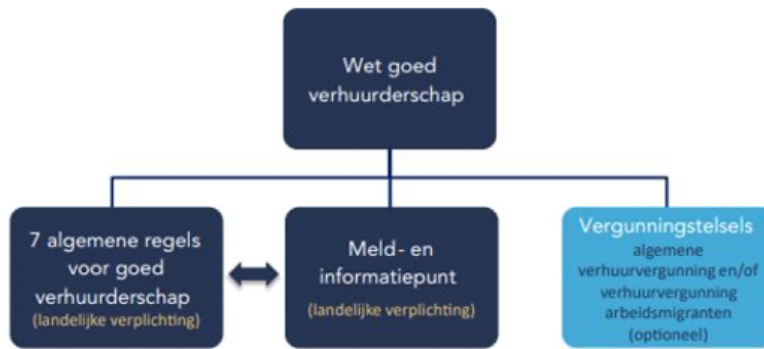 Wet goed
verhuurderschap
7 algemene regels
voor goed
verhuurderschap
(landelijke verplichting)
Meld- en
informatiepunt
(landelijke verplichting)
Vergunningstelsels
algemene
verhuurvergunning en/of
verhuurvergunning
arbeidsmigranten
(optioneel)